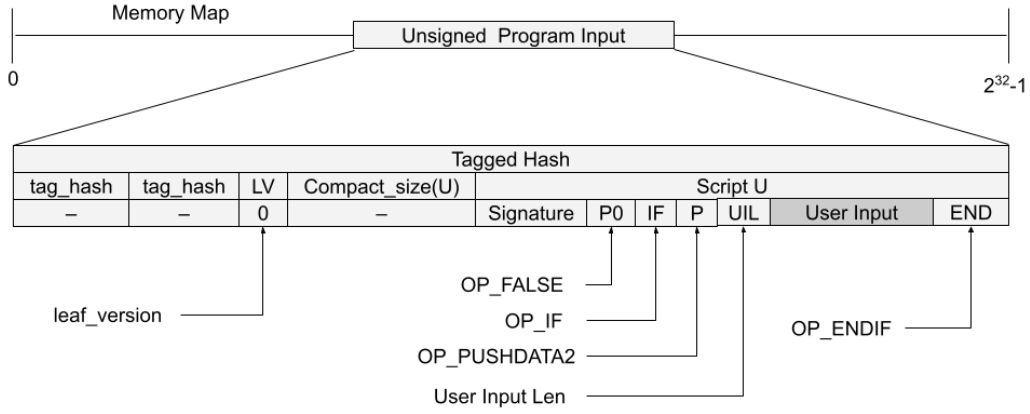 Memory Map
Unsigned Program Input
0
2³²-1
Tagged Hash
tag_hash tag_hash LV Compact_size(U) Script U
– – 0 – Signature P0 IF P UIL User Input END
OP_FALSE
leaf_version
OP_IF
OP_ENDIF
OP_PUSHDATA2
User Input Len